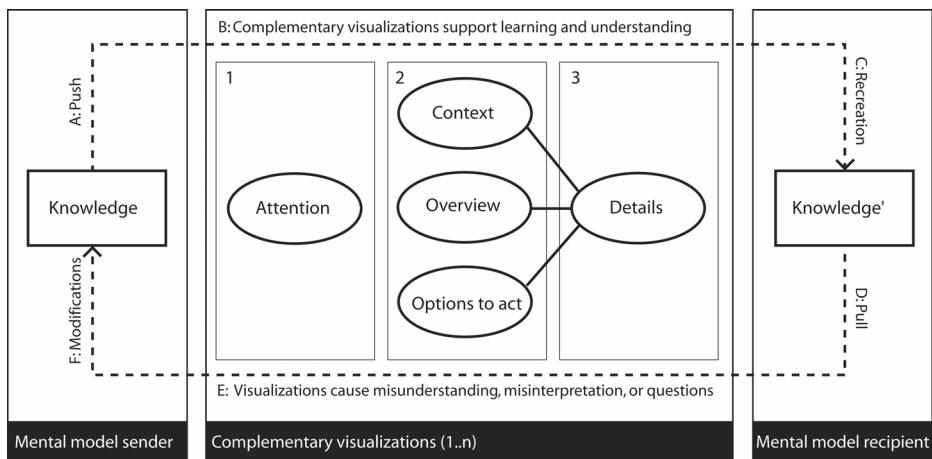 B: Complementary visualizations support learning and understanding
A: Push
C: Recreation
1
2
3
Context
Knowledge
Attention
Overview
Details
Knowledge'
Options to act
F: Modifications
D: Pull
E: Visualizations cause misunderstanding, misinterpretation, or questions
Mental model sender
Complementary visualizations (1..n)
Mental model recipient